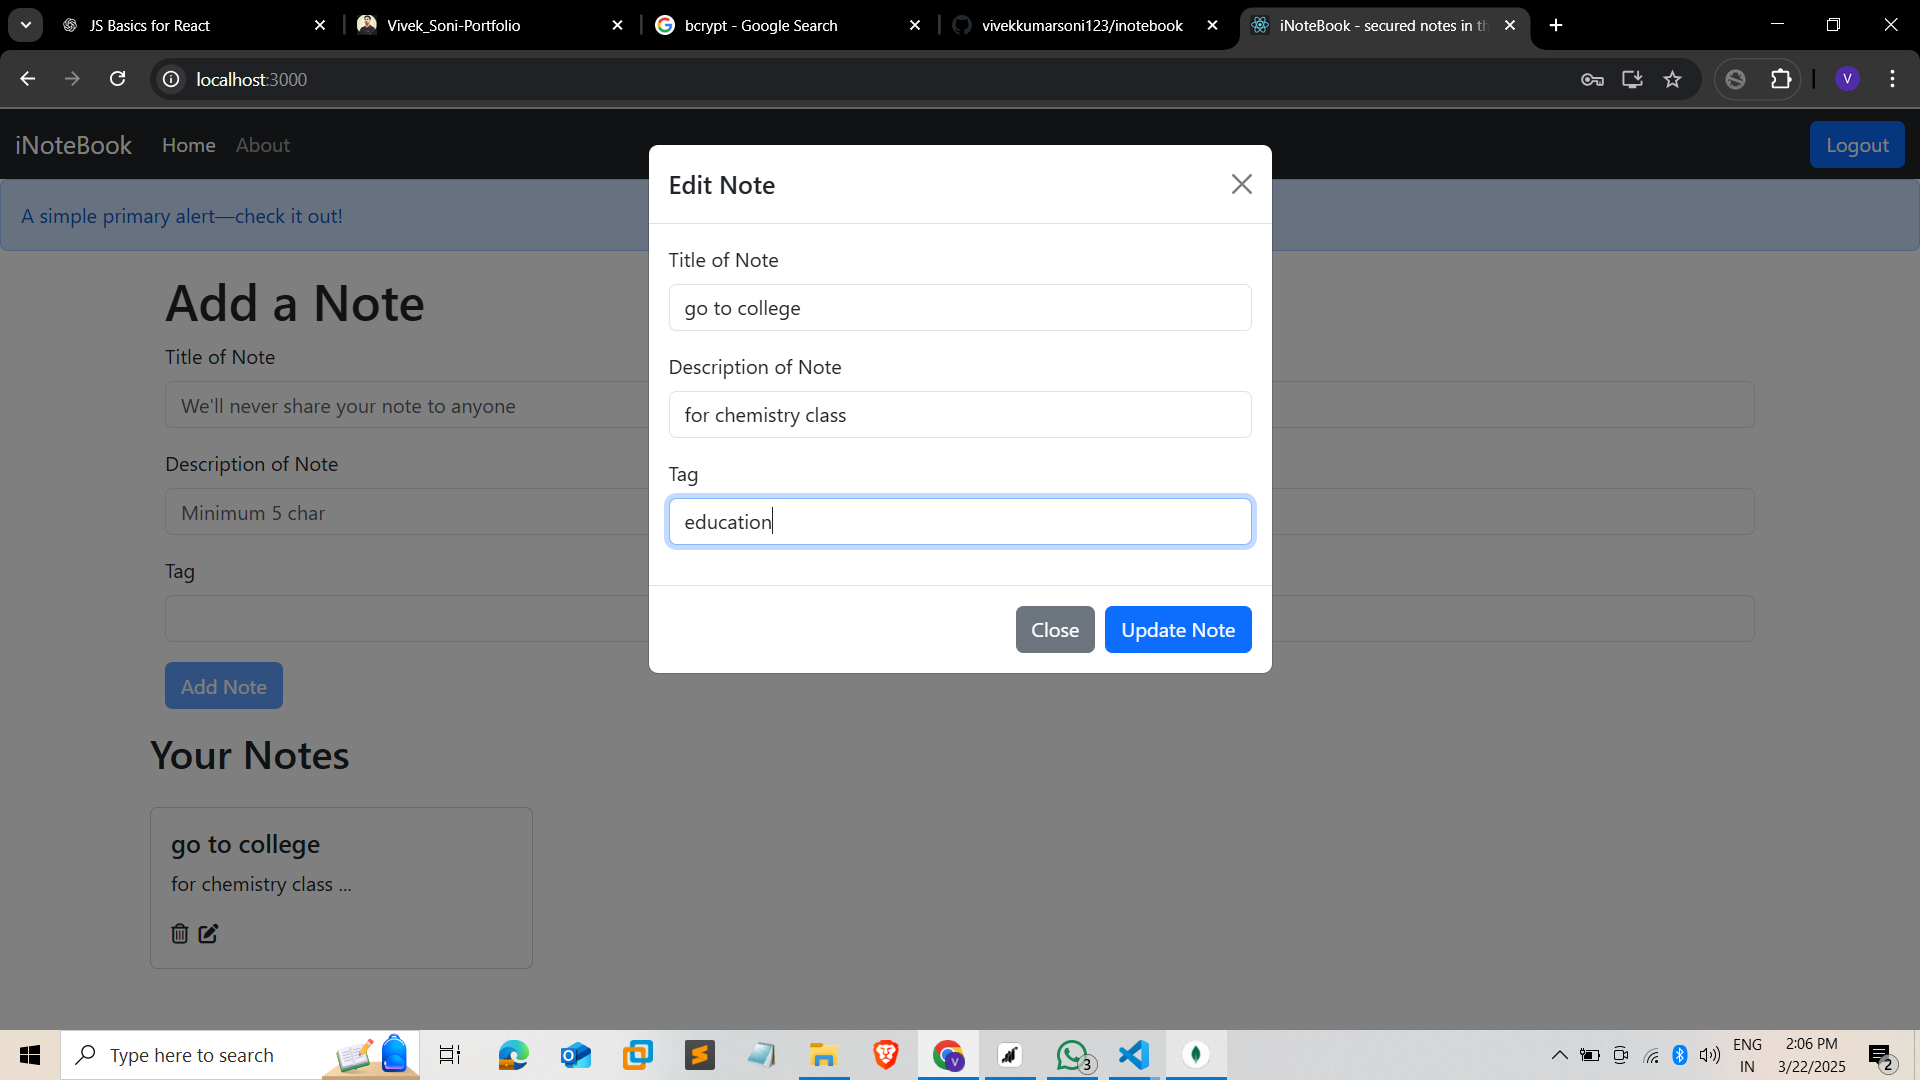 JS Basics for React
Vivek_Soni-Portfolio
bcrypt - Google Search
vivekkumarsoni123/inotebook
iNoteBook - secured notes in th
localhost:3000
V
iNoteBook
Home
About
Logout
A simple primary alert—check it out!
Edit Note
Title of Note
go to college
Description of Note
for chemistry class
Tag
education
Close
Update Note
Add a Note
Title of Note
We'll never share your note to anyone
Description of Note
Minimum 5 char
Tag
Add Note
Your Notes
go to college
for chemistry class ...
Type here to search
V
3
ENG
IN
2:06 PM
3/22/2025
2